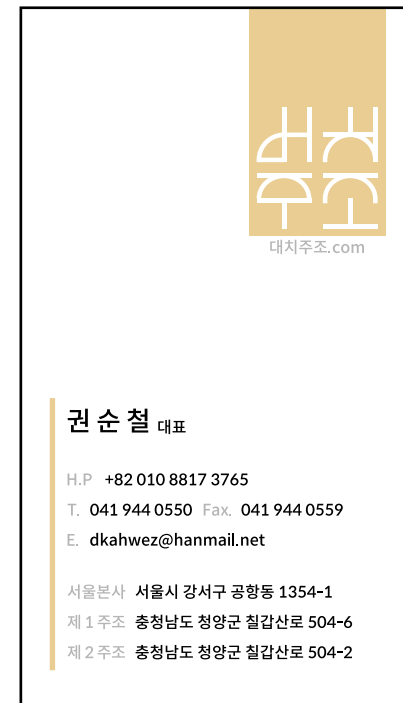 대치
주조
대치주조.com
권순철 대표
H.P +82 010 8817 3765
T. 041 944 0550 Fax. 041 944 0559
E. dkahwez@hanmail.net
서울본사 서울시 강서구 공항동 1354-1
제1주조 충청남도 청양군 칠갑산로 504-6
제2주조 충청남도 청양군 칠갑산로 504-2